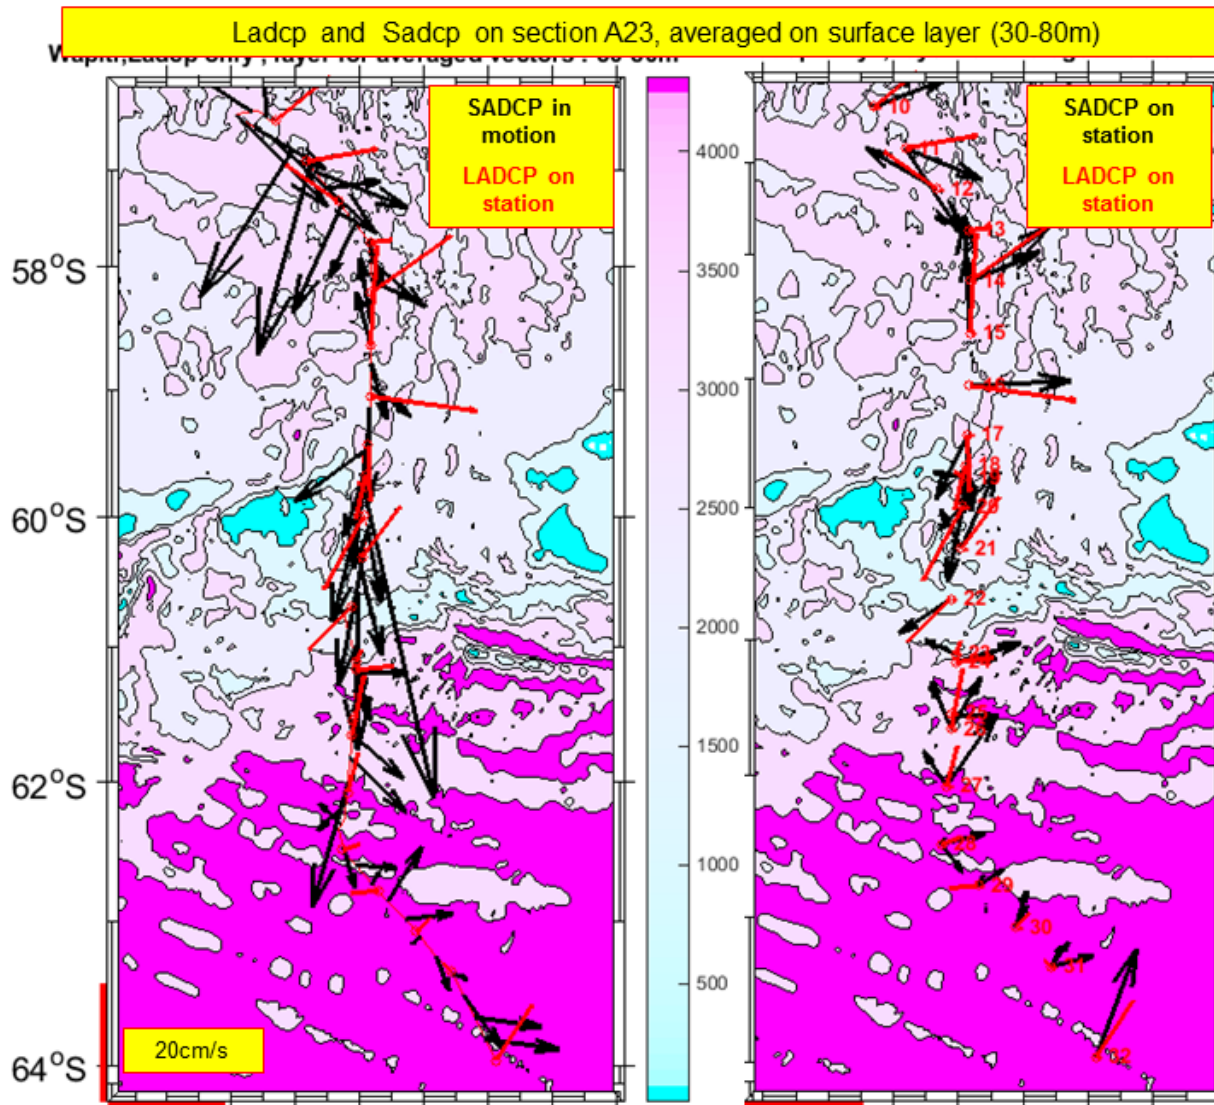 Ladcp and Sadcp on section A23, averaged on surface layer (30-80m)
SADCP in
motion
LADCP on
station
SADCP on
station
LADCP on
station
58°S
60°S
62°S
64°S
4000
3500
3000
2500
2000
1500
1000
500
20cm/s
10
11
12
13
14
15
16
17
18
20
21
22
23
24
25
26
27
28
29
30
31
32